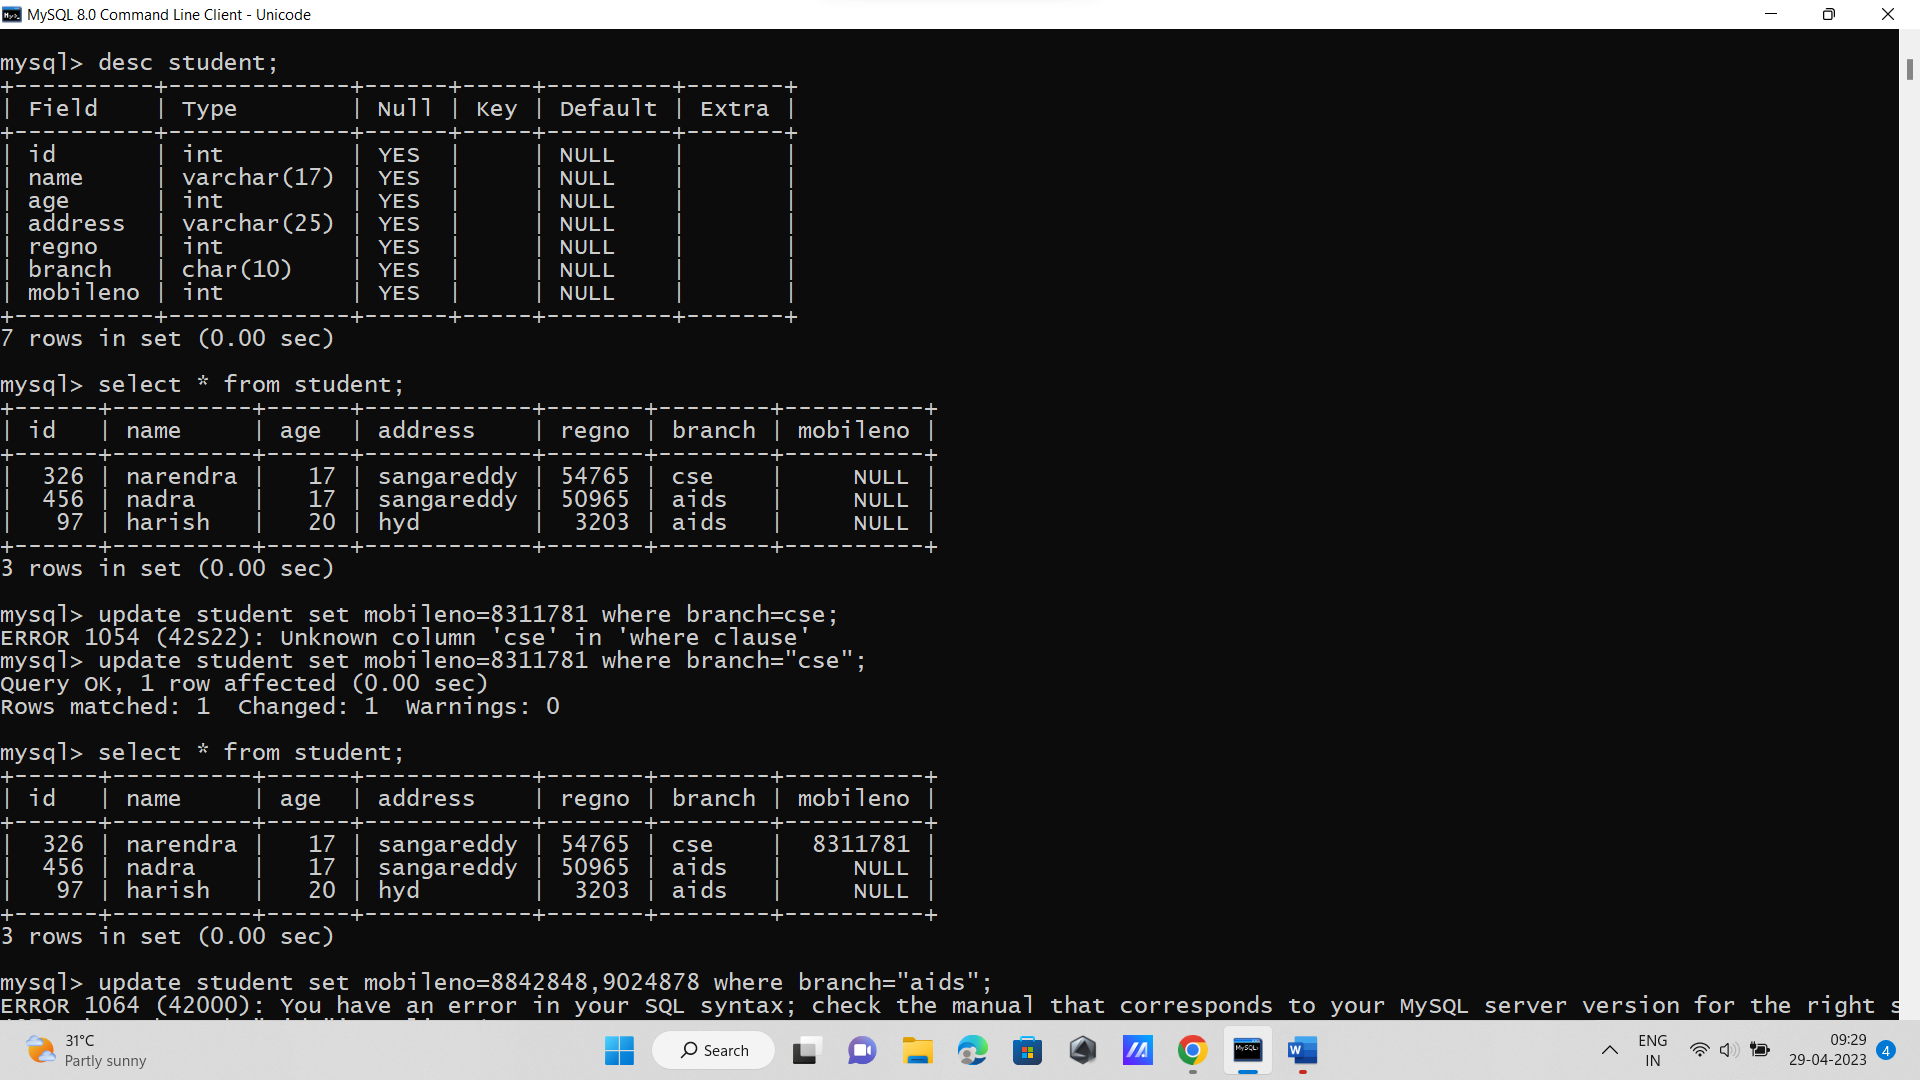 MySQL 8.0 Command Line Client - Unicode
mysql> desc student;
+----------+-------------+------+-----+---------+-------+
| Field    | Type        | Null | Key | Default | Extra |
+----------+-------------+------+-----+---------+-------+
| id       | int         | YES  |     | NULL    |       |
| name     | varchar(17) | YES  |     | NULL    |       |
| age      | int         | YES  |     | NULL    |       |
| address  | varchar(25) | YES  |     | NULL    |       |
| regno    | int         | YES  |     | NULL    |       |
| branch   | char(10)    | YES  |     | NULL    |       |
| mobileno | int         | YES  |     | NULL    |       |
+----------+-------------+------+-----+---------+-------+
7 rows in set (0.00 sec)
mysql> select * from student;
+------+----------+------+------------+-------+--------+----------+
| id   | name     | age  | address    | regno | branch | mobileno |
+------+----------+------+------------+-------+--------+----------+
|  326 | narendra |   17 | sangareddy | 54765 | cse    |     NULL |
|  456 | nadra    |   17 | sangareddy | 50965 | aids   |     NULL |
|   97 | harish   |   20 | hyd        |  3203 | aids   |     NULL |
+------+----------+------+------------+-------+--------+----------+
3 rows in set (0.00 sec)
mysql> update student set mobileno=8311781 where branch=cse;
ERROR 1054 (42S22): Unknown column 'cse' in 'where clause'
mysql> update student set mobileno=8311781 where branch="cse";
Query OK, 1 row affected (0.00 sec)
Rows matched: 1  Changed: 1  Warnings: 0
mysql> select * from student;
+------+----------+------+------------+-------+--------+----------+
| id   | name     | age  | address    | regno | branch | mobileno |
+------+----------+------+------------+-------+--------+----------+
|  326 | narendra |   17 | sangareddy | 54765 | cse    |  8311781 |
|  456 | nadra    |   17 | sangareddy | 50965 | aids   |     NULL |
|   97 | harish   |   20 | hyd        |  3203 | aids   |     NULL |
+------+----------+------+------------+-------+--------+----------+
3 rows in set (0.00 sec)
mysql> update student set mobileno=8842848,9024878 where branch="aids";
ERROR 1064 (42000): You have an error in your SQL syntax; check the manual that corresponds to your MySQL server version for the right s
31°C
Partly sunny
Search
MySQL
W
ENG
IN
09:29
29-04-2023
4